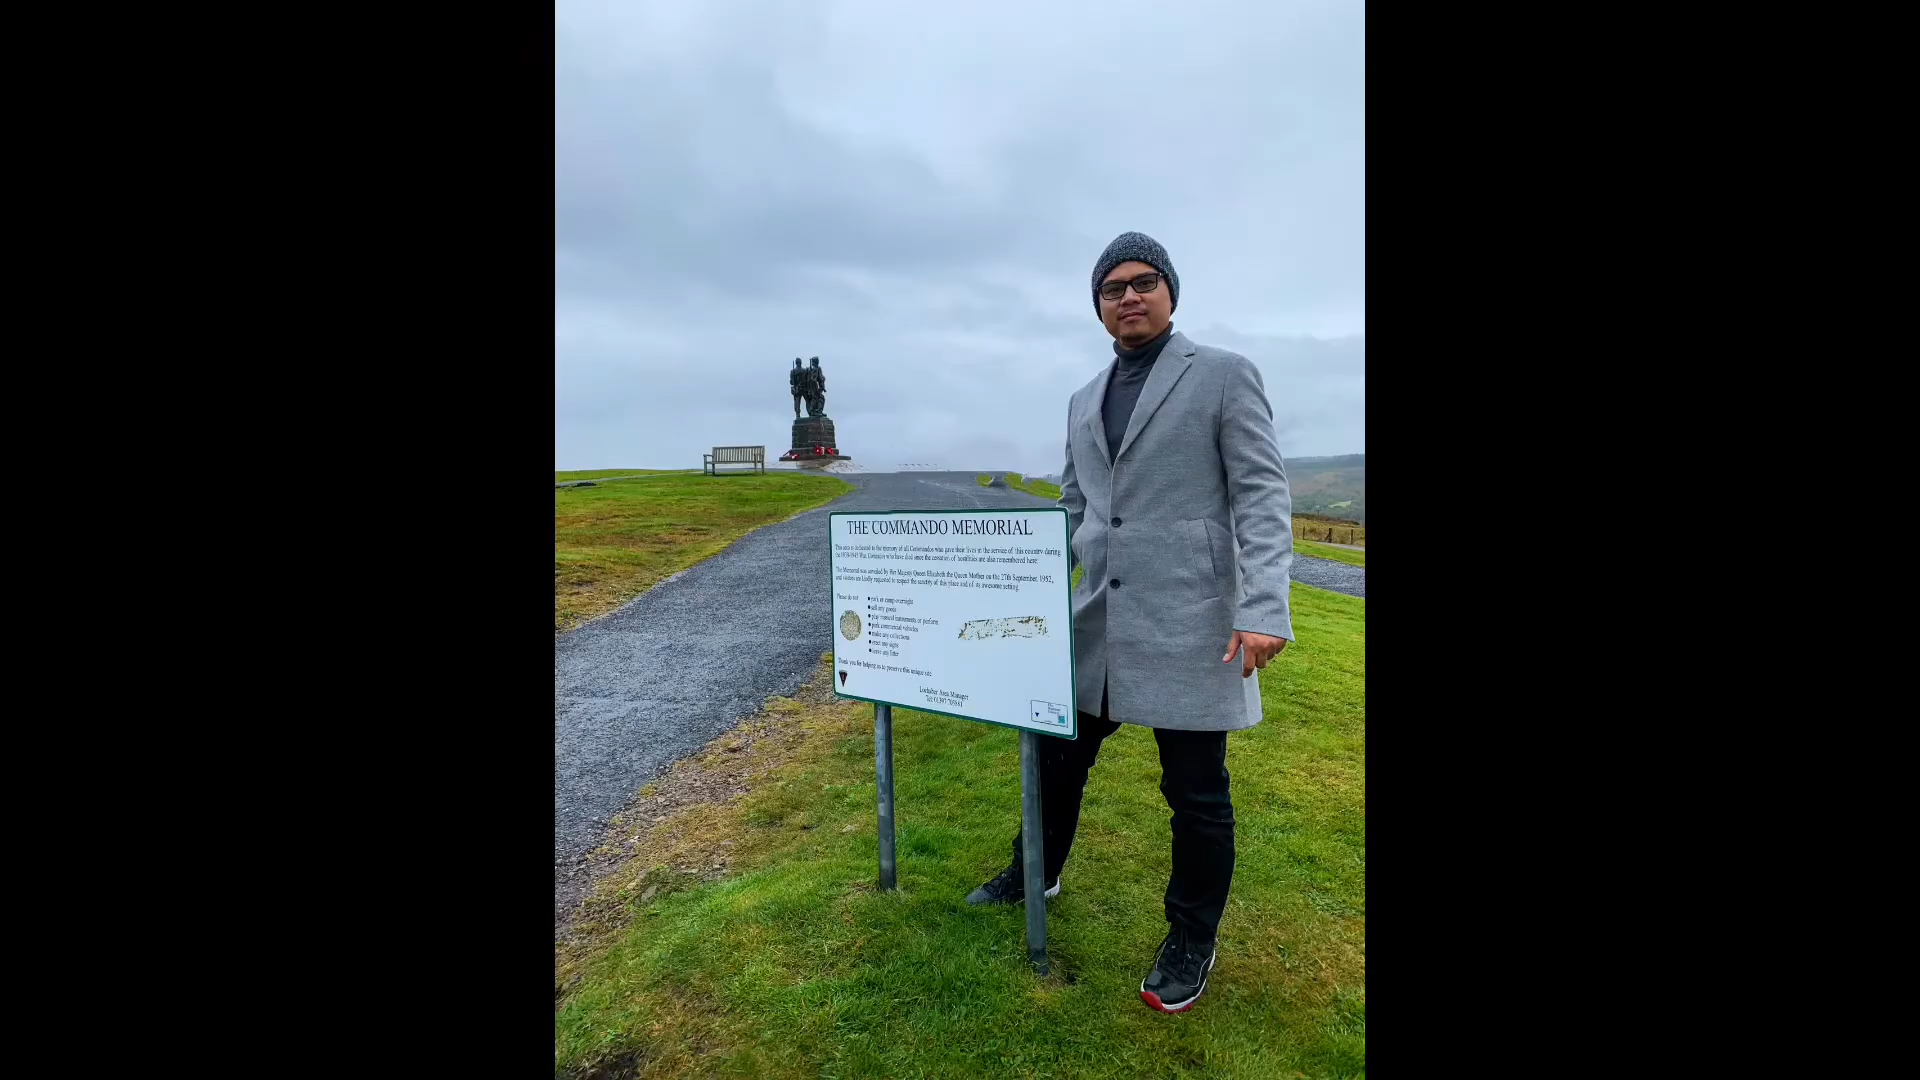 THE COMMANDO MEMORIAL
This area is dedicated to the memory of all Commandos who gave their lives in the service of this country during
the 1939-1945 War. Comrades who have died since the cessation of hostilities are also remembered here.
The Memorial was unveiled by Her Majesty Queen Elizabeth the Queen Mother on the 27th September 1952,
and visitors are kindly requested to respect the sanctity of this place and of its awesome setting.
Please do not
● park or camp overnight
● sell any goods
● play musical instruments or perform
● park commercial vehicles
● make any collections
● erect any signs
● leave any litter
Thank you for helping us to preserve this unique site
Lochaber Area Manager
Tel: 01397